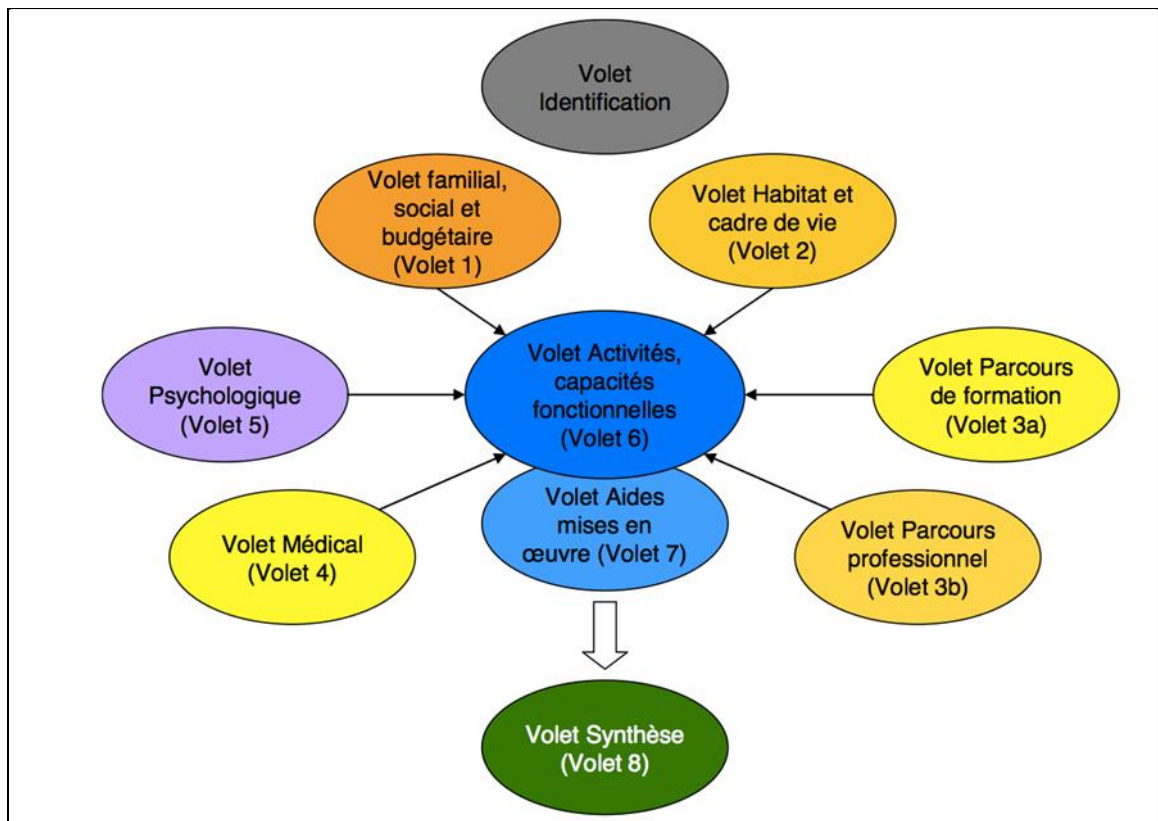 Volet
Identification
Volet familial,
social et
budgétaire
(Volet 1)
Volet Habitat et
cadre de vie
(Volet 2)
Volet
Psychologique
(Volet 5)
Volet Activités,
capacités
fonctionnelles
(Volet 6)
Volet Parcours
de formation
(Volet 3a)
Volet Médical
(Volet 4)
Volet Aides
mises en
œuvre (Volet 7)
Volet Parcours
professionnel
(Volet 3b)
Volet Synthèse
(Volet 8)